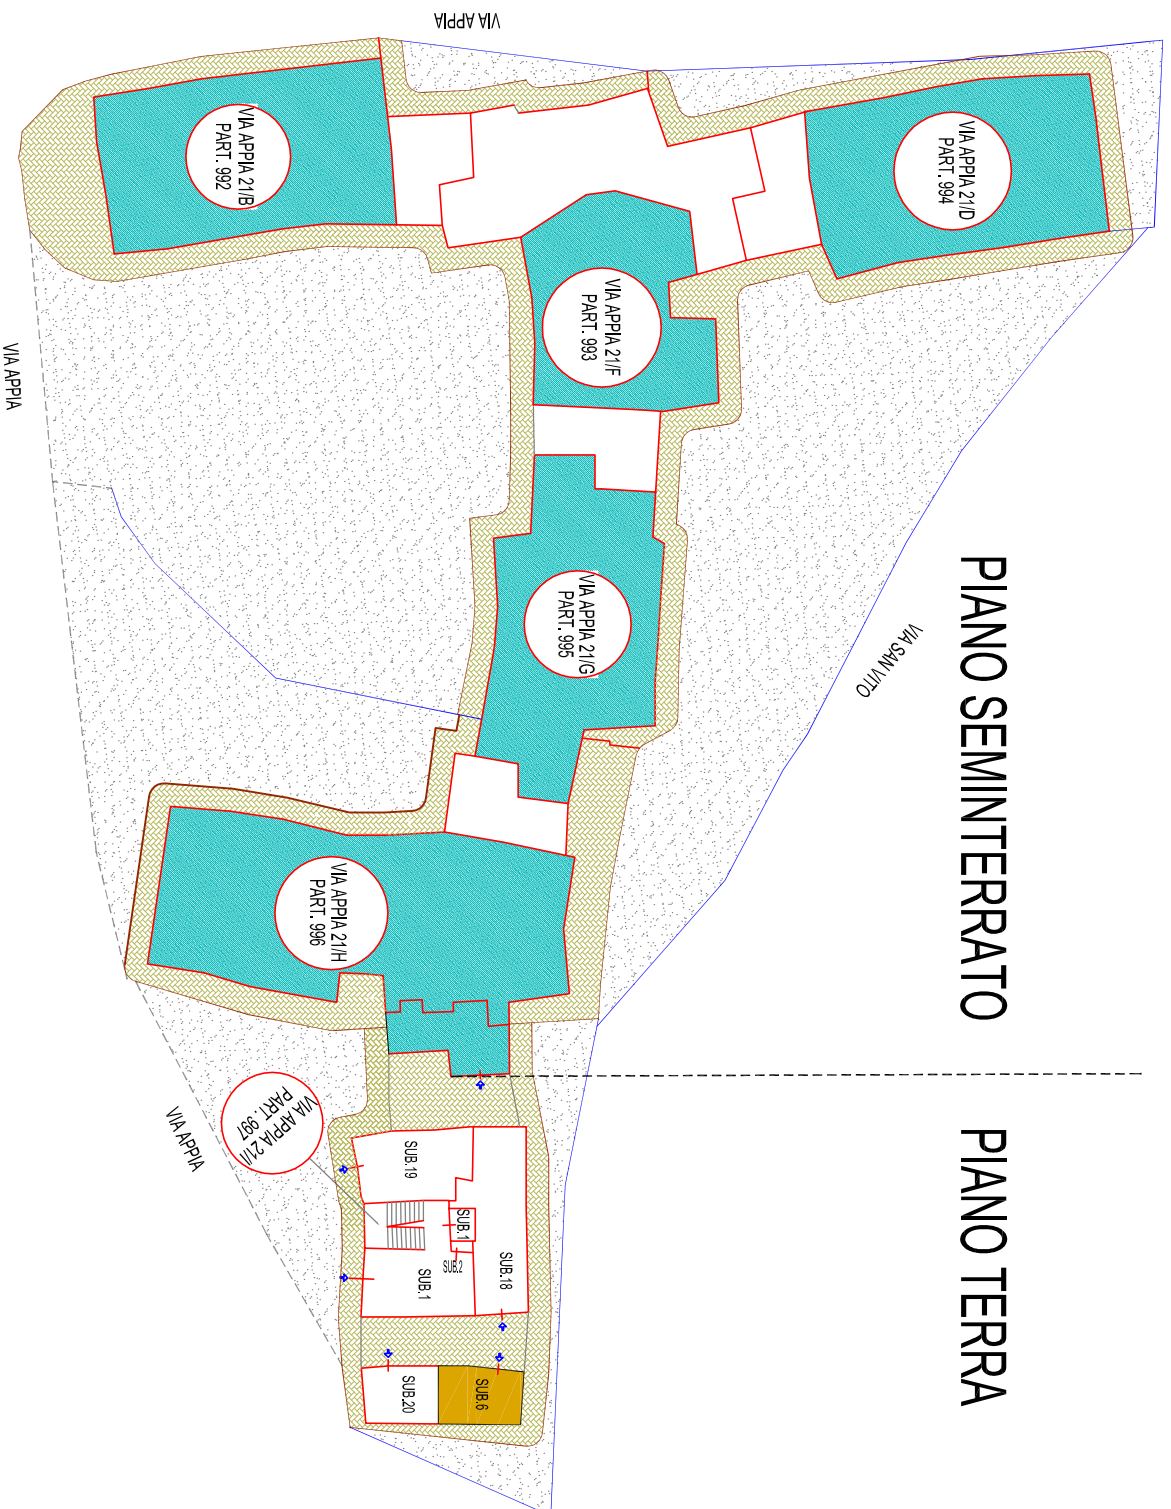 VIA APPIA
VIA APPIA 21/B
PART. 992
VIA APPIA 21/D
PART. 994
VIA APPIA 21/F
PART. 993
VIA APPIA
VIA APPIA 21/G
PART. 995
VIA SAN VITO
PIANO SEMINTERRATO
VIA APPIA 21/H
PART. 996
VIA APPIA 21/I
PART. 997
VIA APPIA
PIANO TERRA
SUB.19
SUB.1
SUB.2
SUB.18
SUB.1
SUB.20
SUB.6